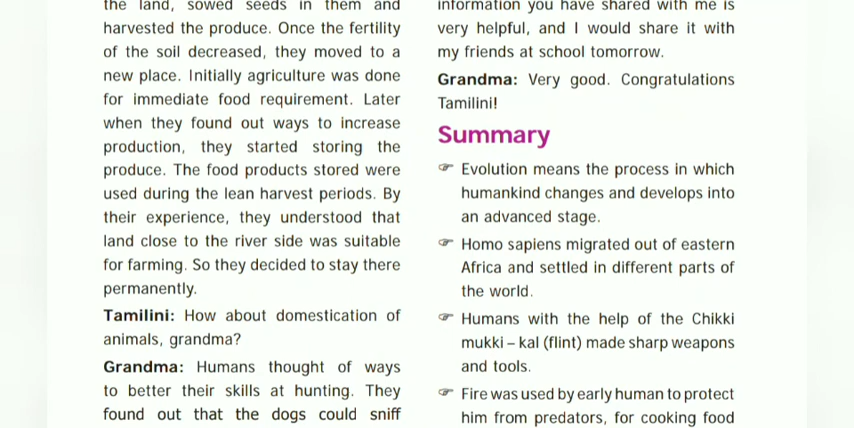 the land, sowed seeds in them and
harvested the produce. Once the fertility
of the soil decreased, they moved to a
new place. Initially agriculture was done
for immediate food requirement. Later
when they found out ways to increase
production, they started storing the
produce. The food products stored were
used during the lean harvest periods. By
their experience, they understood that
land close to the river side was suitable
for farming. So they decided to stay there
permanently.
Tamilini: How about domestication of
animals, grandma?
Grandma: Humans thought of ways
to better their skills at hunting. They
found out that the dogs could sniff
information you have shared with me is
very helpful, and I would share it with
my friends at school tomorrow.
Grandma: Very good. Congratulations
Tamilini!
Summary
☞ Evolution means the process in which
humankind changes and develops into
an advanced stage.
☞ Homo sapiens migrated out of eastern
Africa and settled in different parts of
the world.
☞ Humans with the help of the Chikki
mukki – kal (flint) made sharp weapons
and tools.
☞ Fire was used by early human to protect
him from predators, for cooking food